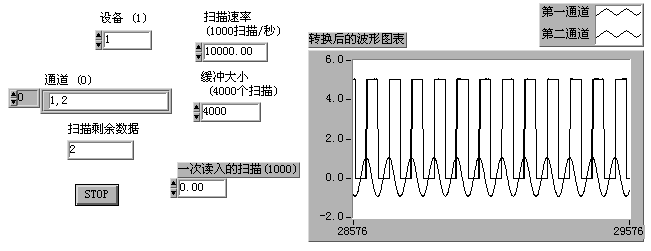 设备 (1)
1
扫描速率
(1000扫描/秒)
10000.00
通道 (0)
0
1,2
缓冲大小
(4000个扫描)
4000
扫描剩余数据
2
一次读入的扫描(1000)
0.00
STOP
第一通道
第二通道
转换后的波形图表
6.0
4.0
2.0
0.0
-2.0
28576
29576